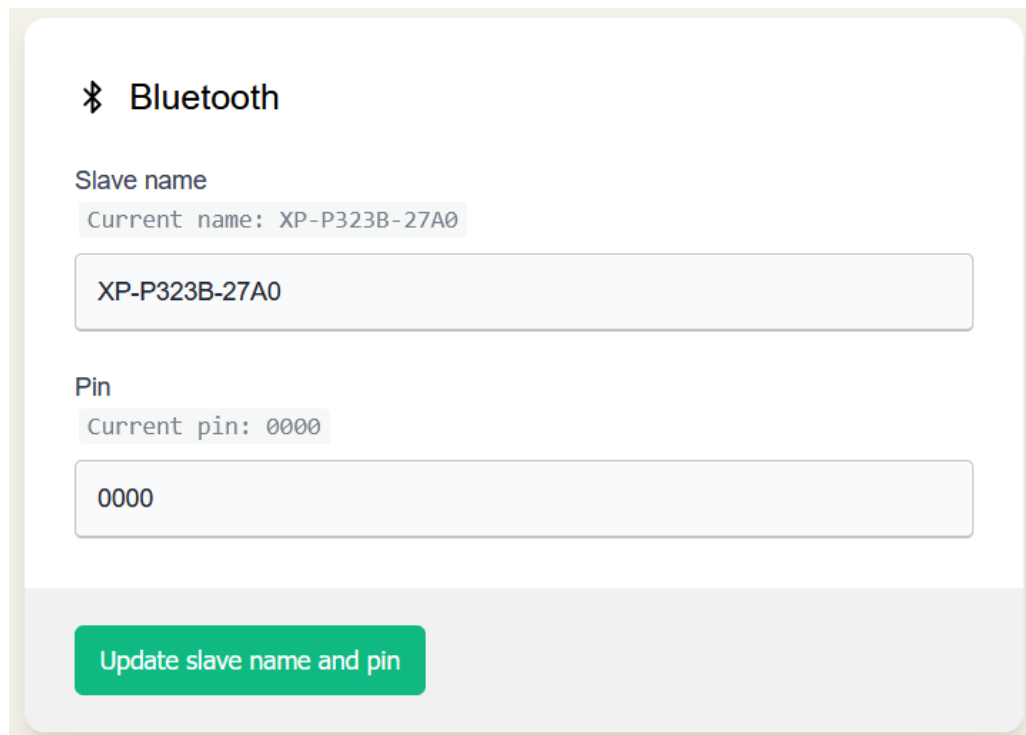 Bluetooth
Slave name
Current name: XP-P323B-27A0
XP-P323B-27A0
Pin
Current pin: 0000
0000
Update slave name and pin